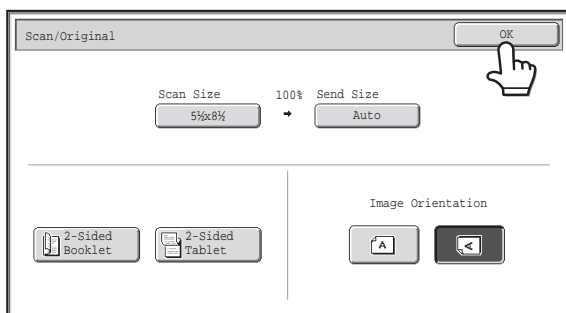 Scan/Original
OK
Scan Size
100%
Send Size
5½x8½
Auto
2-Sided
Booklet
2-Sided
Tablet
Image Orientation
A
A